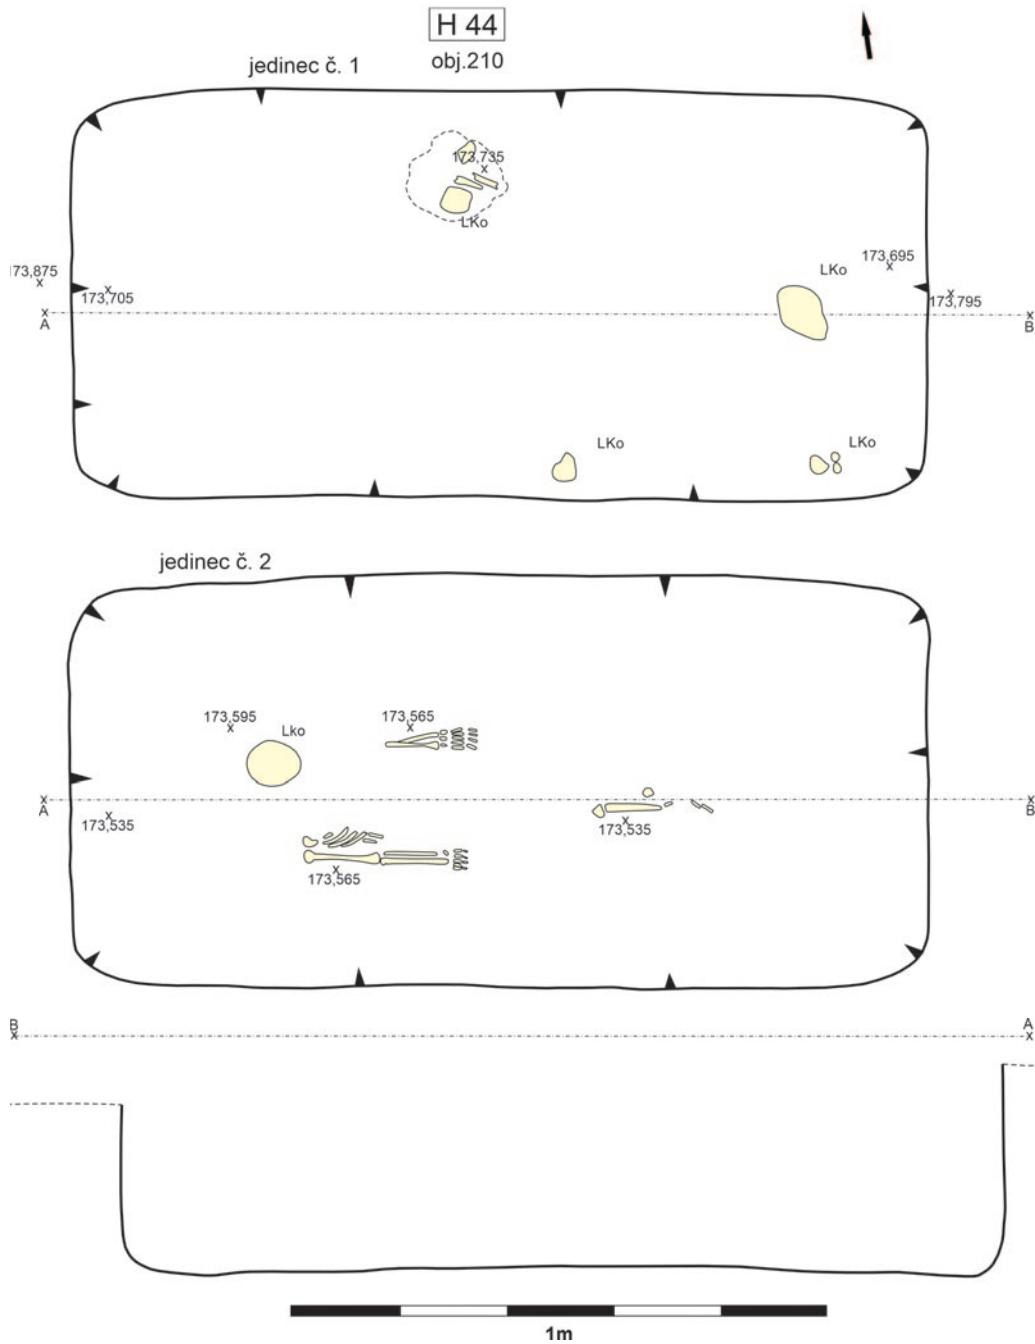 H 44
obj.210
jedinec č. 1
173,735
x
LKo
173,695
x
LKo
73,875
x
x
173,705
x
173,795
x
A
x
B
LKo
LKo
jedinec č. 2
173,595
x
Lko
173,565
x
x
A
x
B
x
173,535
x
173,535
x
173,565
B
x
A
x
1m